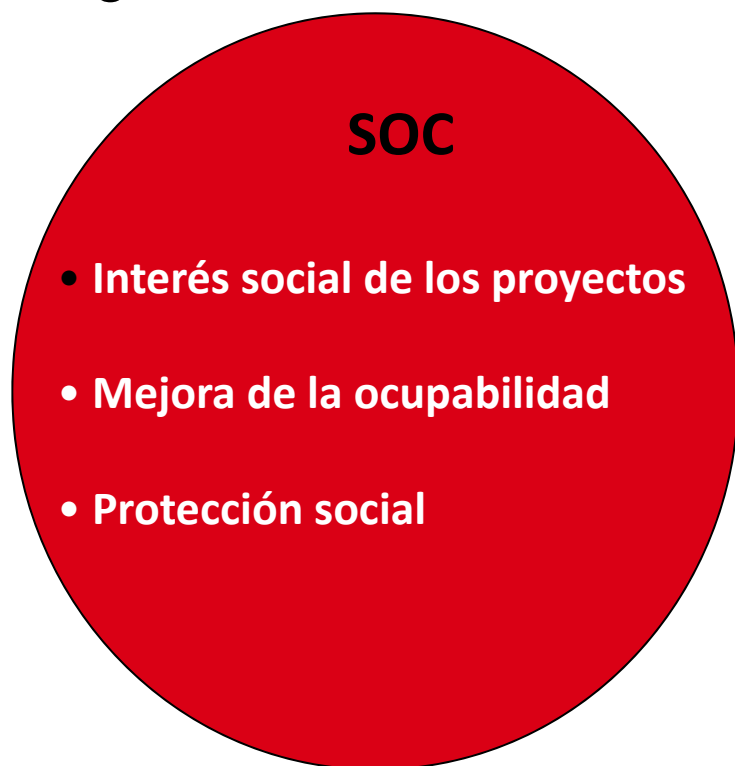 SOC
• Interés social de los proyectos
• Mejora de la ocupabilidad
• Protección social